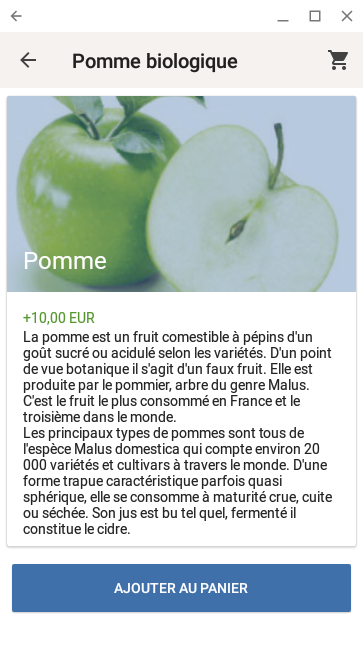 Pomme biologique
Pomme
+10,00 EUR
La pomme est un fruit comestible à pépins d'un
goût sucré ou acidulé selon les variétés. D'un point
de vue botanique il s'agit d'un faux fruit. Elle est
produite par le pommier, arbre du genre Malus.
C'est le fruit le plus consommé en France et le
troisième dans le monde.
Les principaux types de pommes sont tous de
l'espèce Malus domestica qui compte environ 20
000 variétés et cultivars à travers le monde. D'une
forme trapue caractéristique parfois quasi
sphérique, elle se consomme à maturité crue, cuite
ou séchée. Son jus est bu tel quel, fermenté il
constitue le cidre.
AJOUTER AU PANIER